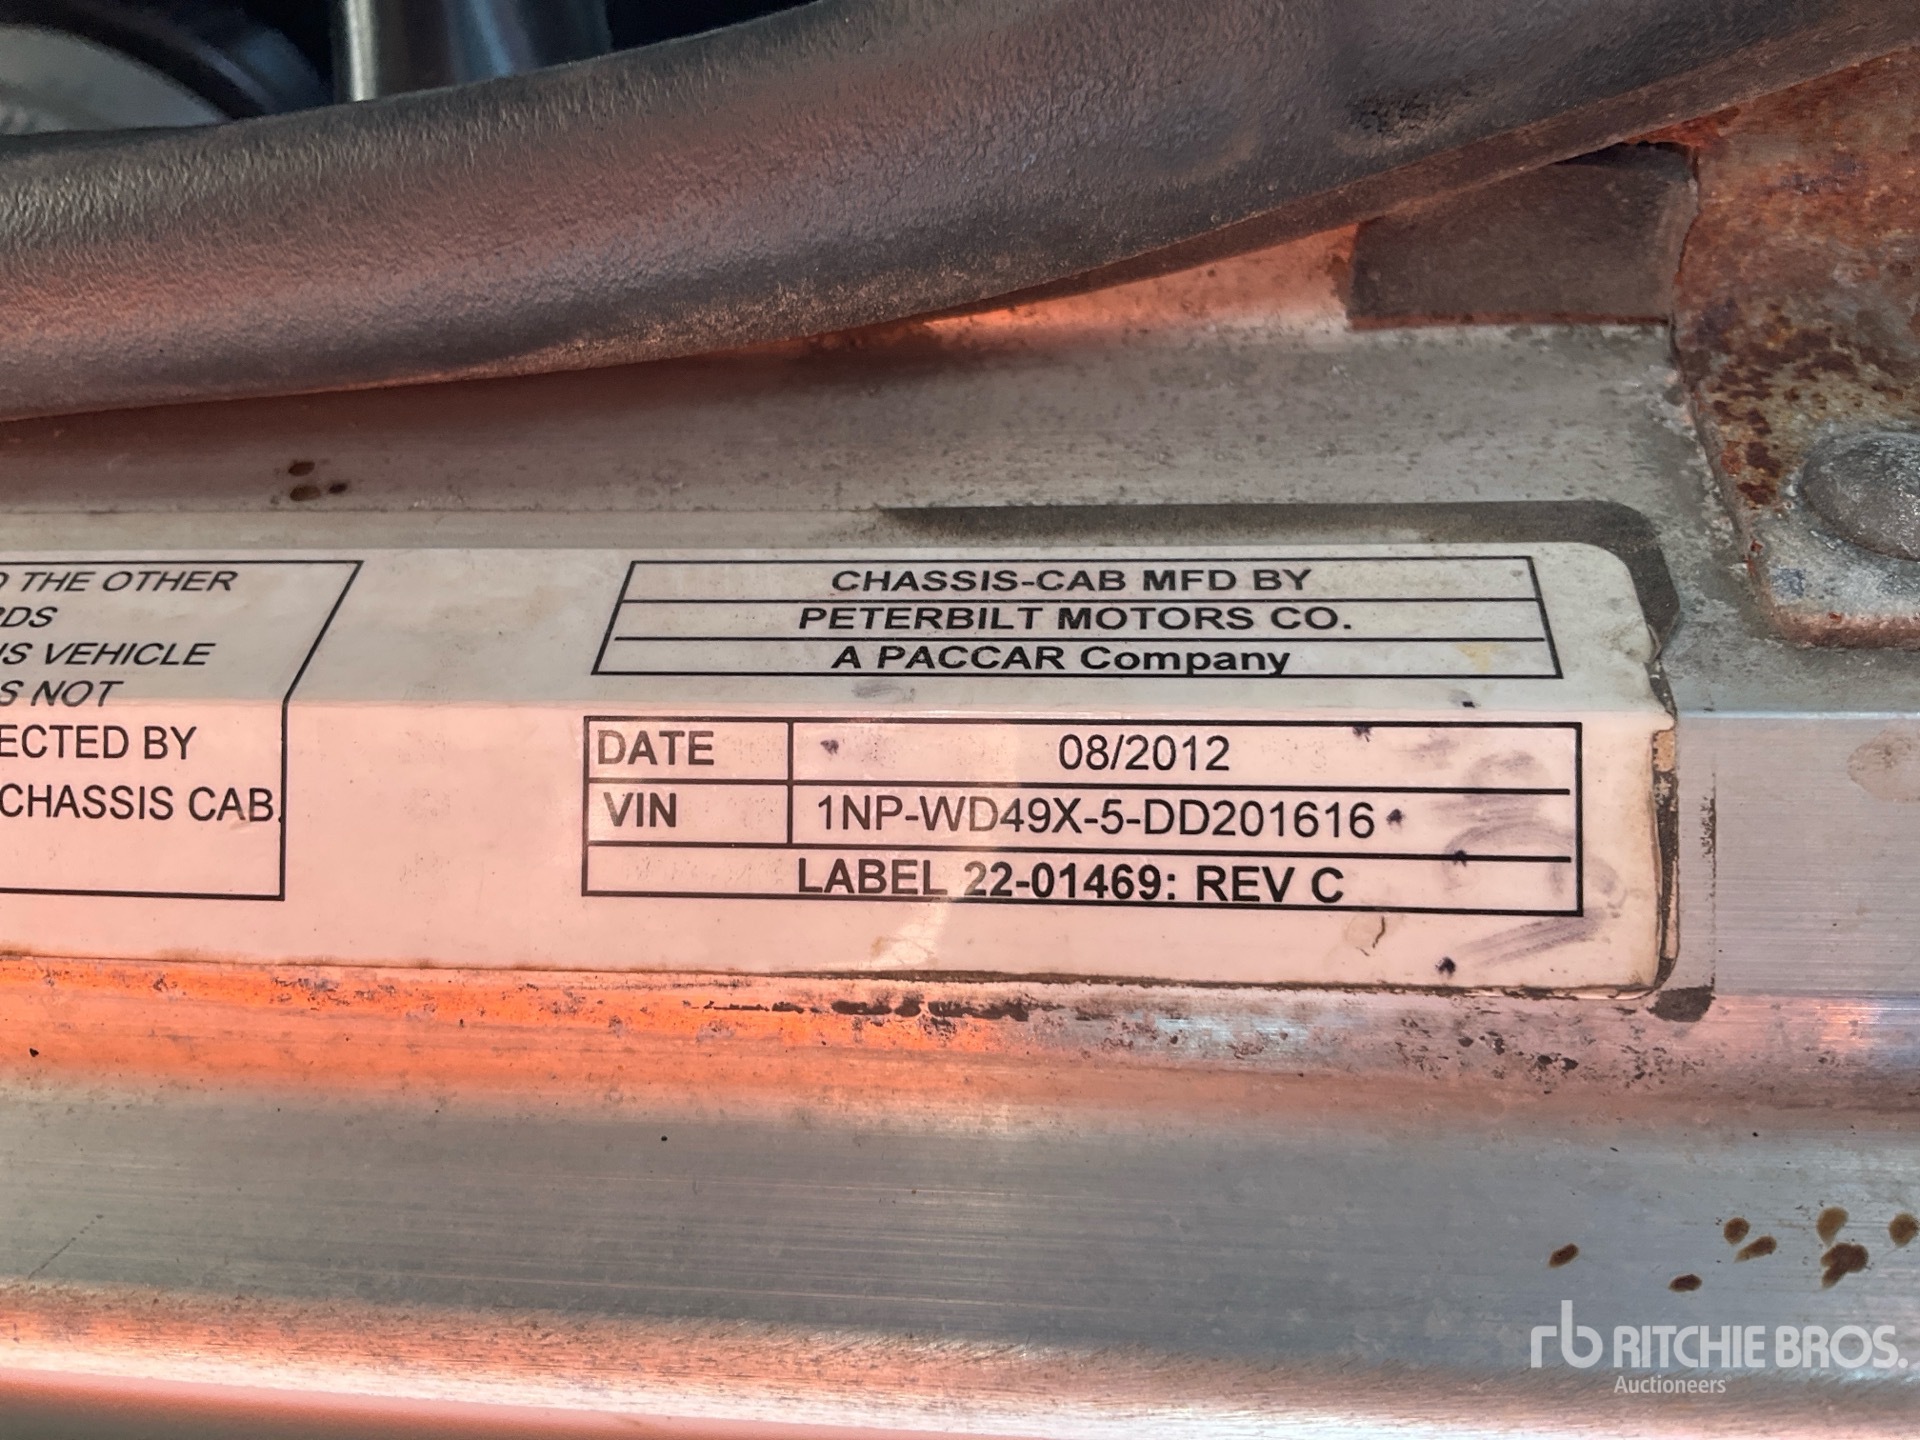 THE OTHER
RDS
IS VEHICLE
S NOT
ECTED BY
CHASSIS CAB.
CHASSIS-CAB MFD BY
PETERBILT MOTORS CO.
A PACCAR Company
DATE 08/2012
VIN 1NP-WD49X-5-DD201616
LABEL 22-01469: REV C
rb RITCHIE BROS.
Auctioneers